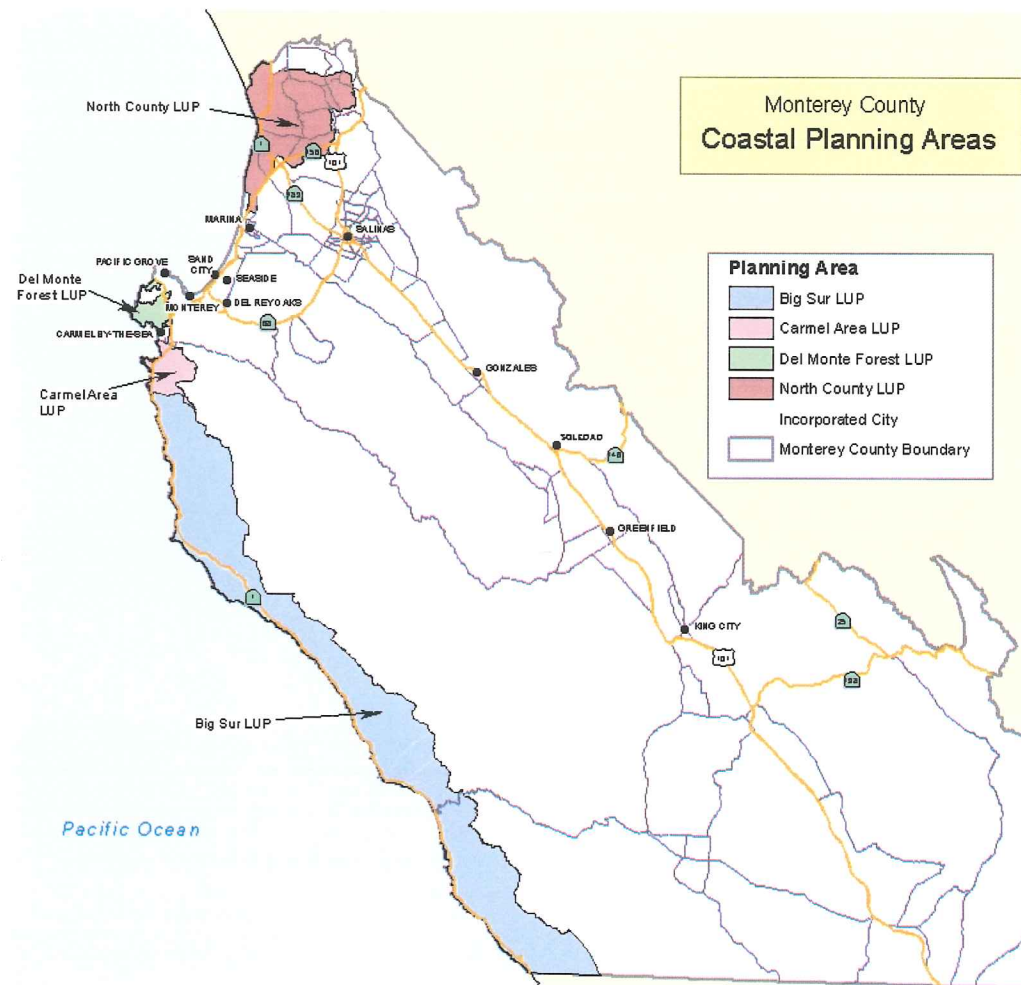 Monterey County
Coastal Planning Areas
Planning Area
Big Sur LUP
Carmel Area LUP
Del Monte Forest LUP
North County LUP
Incorporated City
Monterey County Boundary
North County LUP
1
156
101
183
MARINA
SALINAS
PACIFIC GROVE
SAND
CITY
SEASIDE
Del Monte
Forest LUP
MONTEREY
DEL REY OAKS
68
CARMEL BY-THE-SEA
Carmel Area
LUP
GONZALES
SOLEDAD
146
GREENFIELD
1
KING CITY
101
25
198
Big Sur LUP
Pacific Ocean